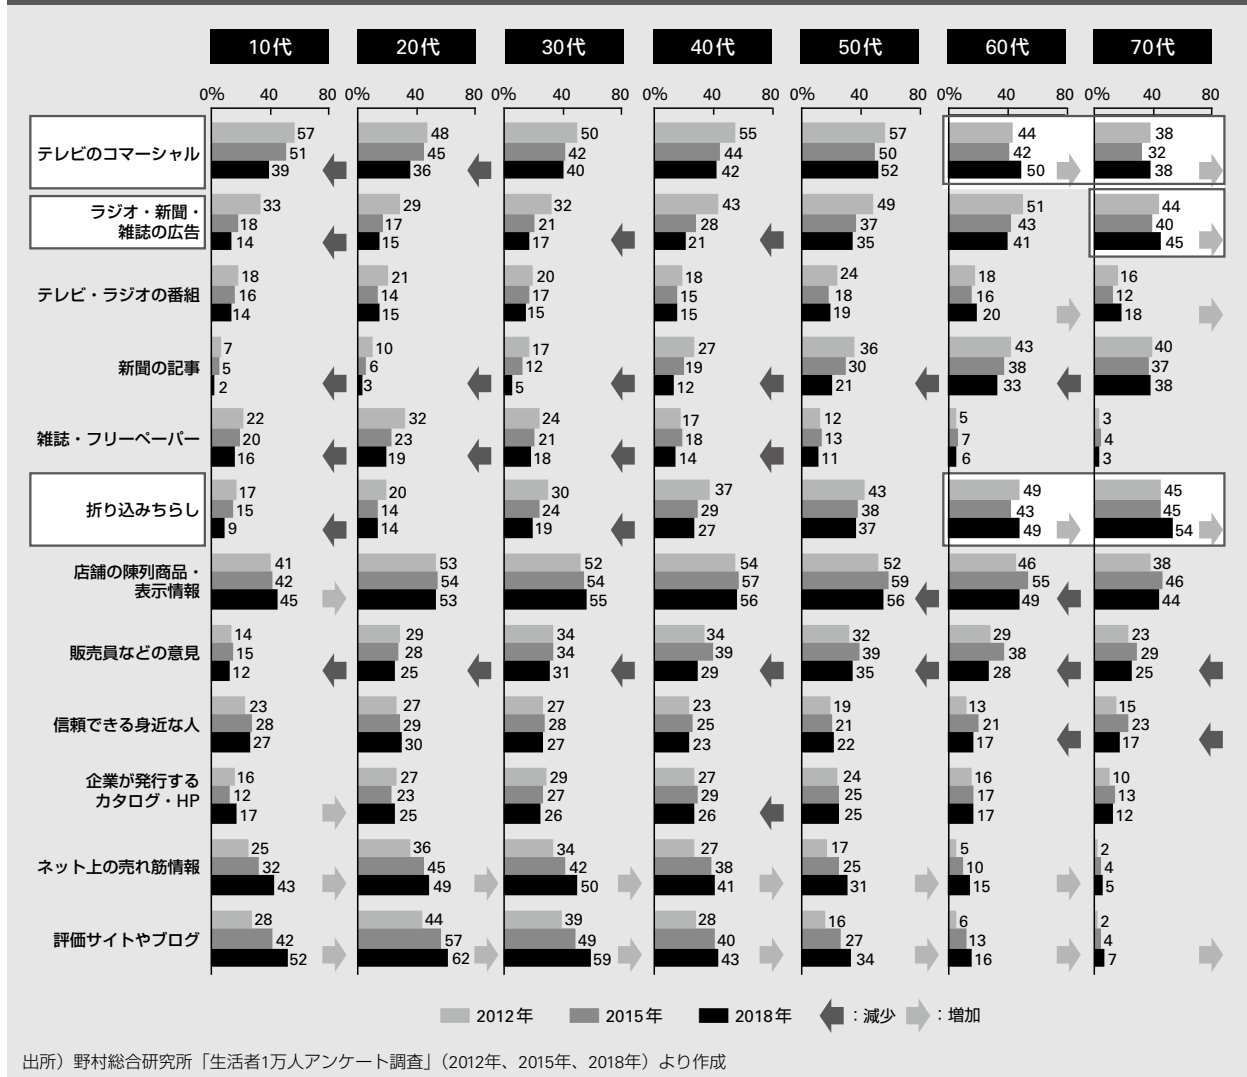 10代 20代 30代 40代 50代 60代 70代
0% 40 80 0% 40 80 0% 40 80 0% 40 80 0% 40 80 0% 40 80 0% 40 80
テレビのコマーシャル
57 48 50 55 57 44 38
51 45 42 44 50 42 32
39 36 40 42 52 50 38
ラジオ・新聞・
雑誌の広告
33 29 32 43 49 51 44
18 17 21 28 37 43 40
14 15 17 21 35 41 45
テレビ・ラジオの番組
18 21 20 18 24 18 16
16 14 17 15 18 16 12
14 15 15 15 19 20 18
新聞の記事
7 10 17 27 36 43 40
5 6 12 19 30 38 37
2 3 5 12 21 33 38
雑誌・フリーペーパー
22 32 24 17 12 5 3
20 23 21 18 13 7 4
16 19 18 14 11 6 3
折り込みちらし
17 20 30 37 43 49 45
15 14 24 29 38 43 45
9 14 19 27 37 49 54
店舗の陳列商品・
表示情報
41 53 52 54 52 46 38
42 54 54 57 59 55 46
45 53 55 56 56 49 44
販売員などの意見
14 29 34 34 32 29 23
15 28 34 39 39 38 29
12 25 31 29 35 28 25
信頼できる身近な人
23 27 27 23 19 13 15
28 29 28 25 21 21 23
27 30 27 23 22 17 17
企業が発行する
カタログ・HP
16 27 29 27 24 16 10
12 23 27 29 25 17 13
17 25 26 26 25 17 12
ネット上の売れ筋情報
25 36 34 27 17 5 2
32 45 42 38 25 10 4
43 49 50 41 31 15 5
評価サイトやブログ
28 44 39 28 16 6 2
42 57 49 40 27 13 4
52 62 59 43 34 16 7
2012年 2015年 2018年 :減少 :増加
出所）野村総合研究所「生活者1万人アンケート調査」（2012年、2015年、2018年）より作成